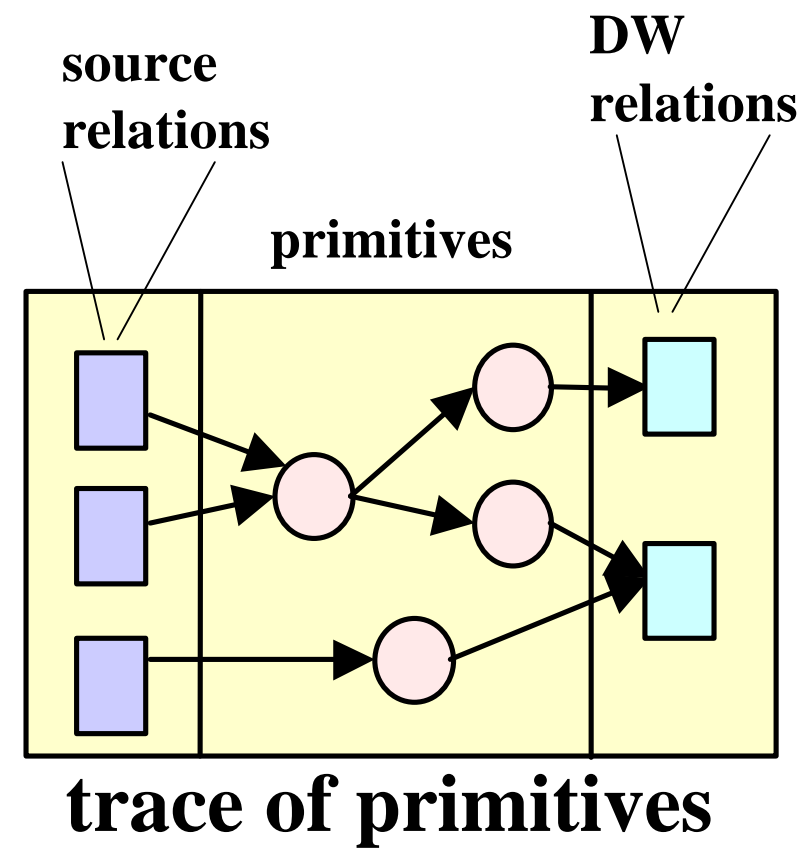 source
relations
DW
relations
primitives
trace of primitives